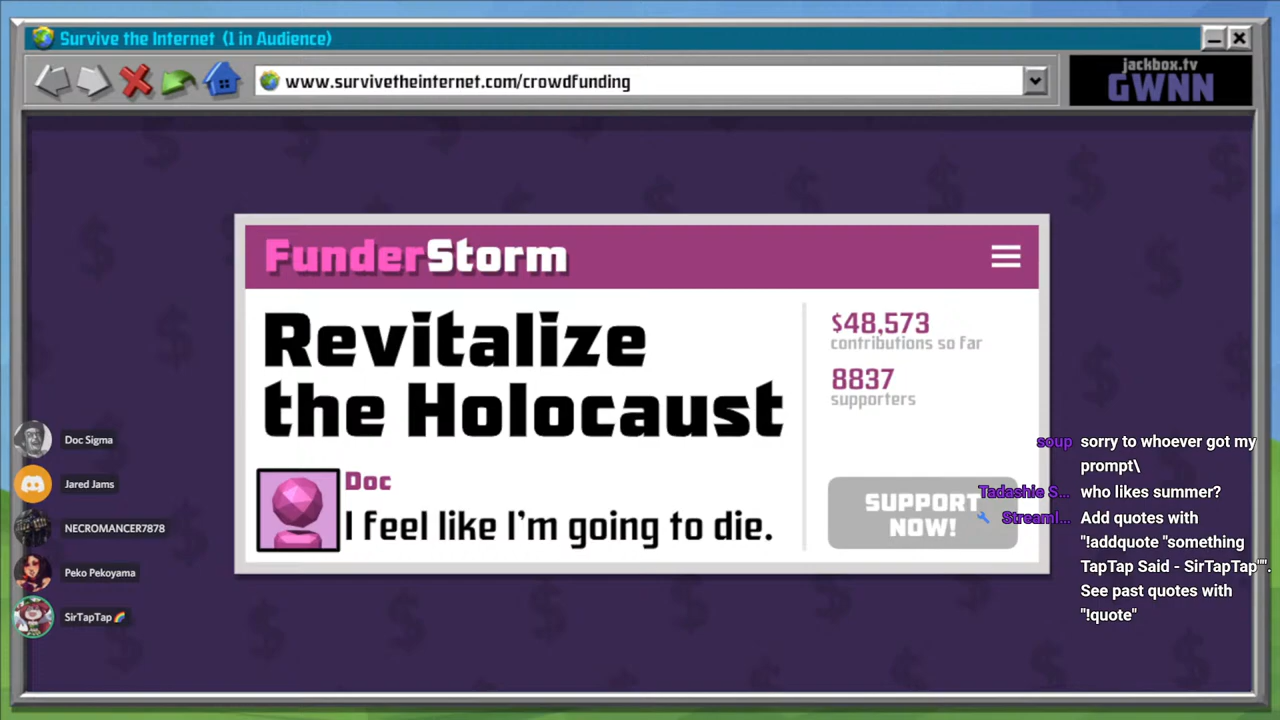 Survive the Internet (1 in Audience)
www.survivetheinternet.com/crowdfunding
jackbox.tv
GWNN
FunderStorm
Revitalize
the Holocaust
Doc
I feel like I'm going to die.
$48,573
contributions so far
8837
supporters
SUPPORT
NOW!
Doc Sigma
Jared Jams
NECROMANCER7878
Peko Pekoyama
SirTapTap🌈
soup sorry to whoever got my
prompt\
Tadashie S... who likes summer?
Streaml... Add quotes with
"!addquote "something
TapTap Said - SirTapTap"".
See past quotes with
"!quote"